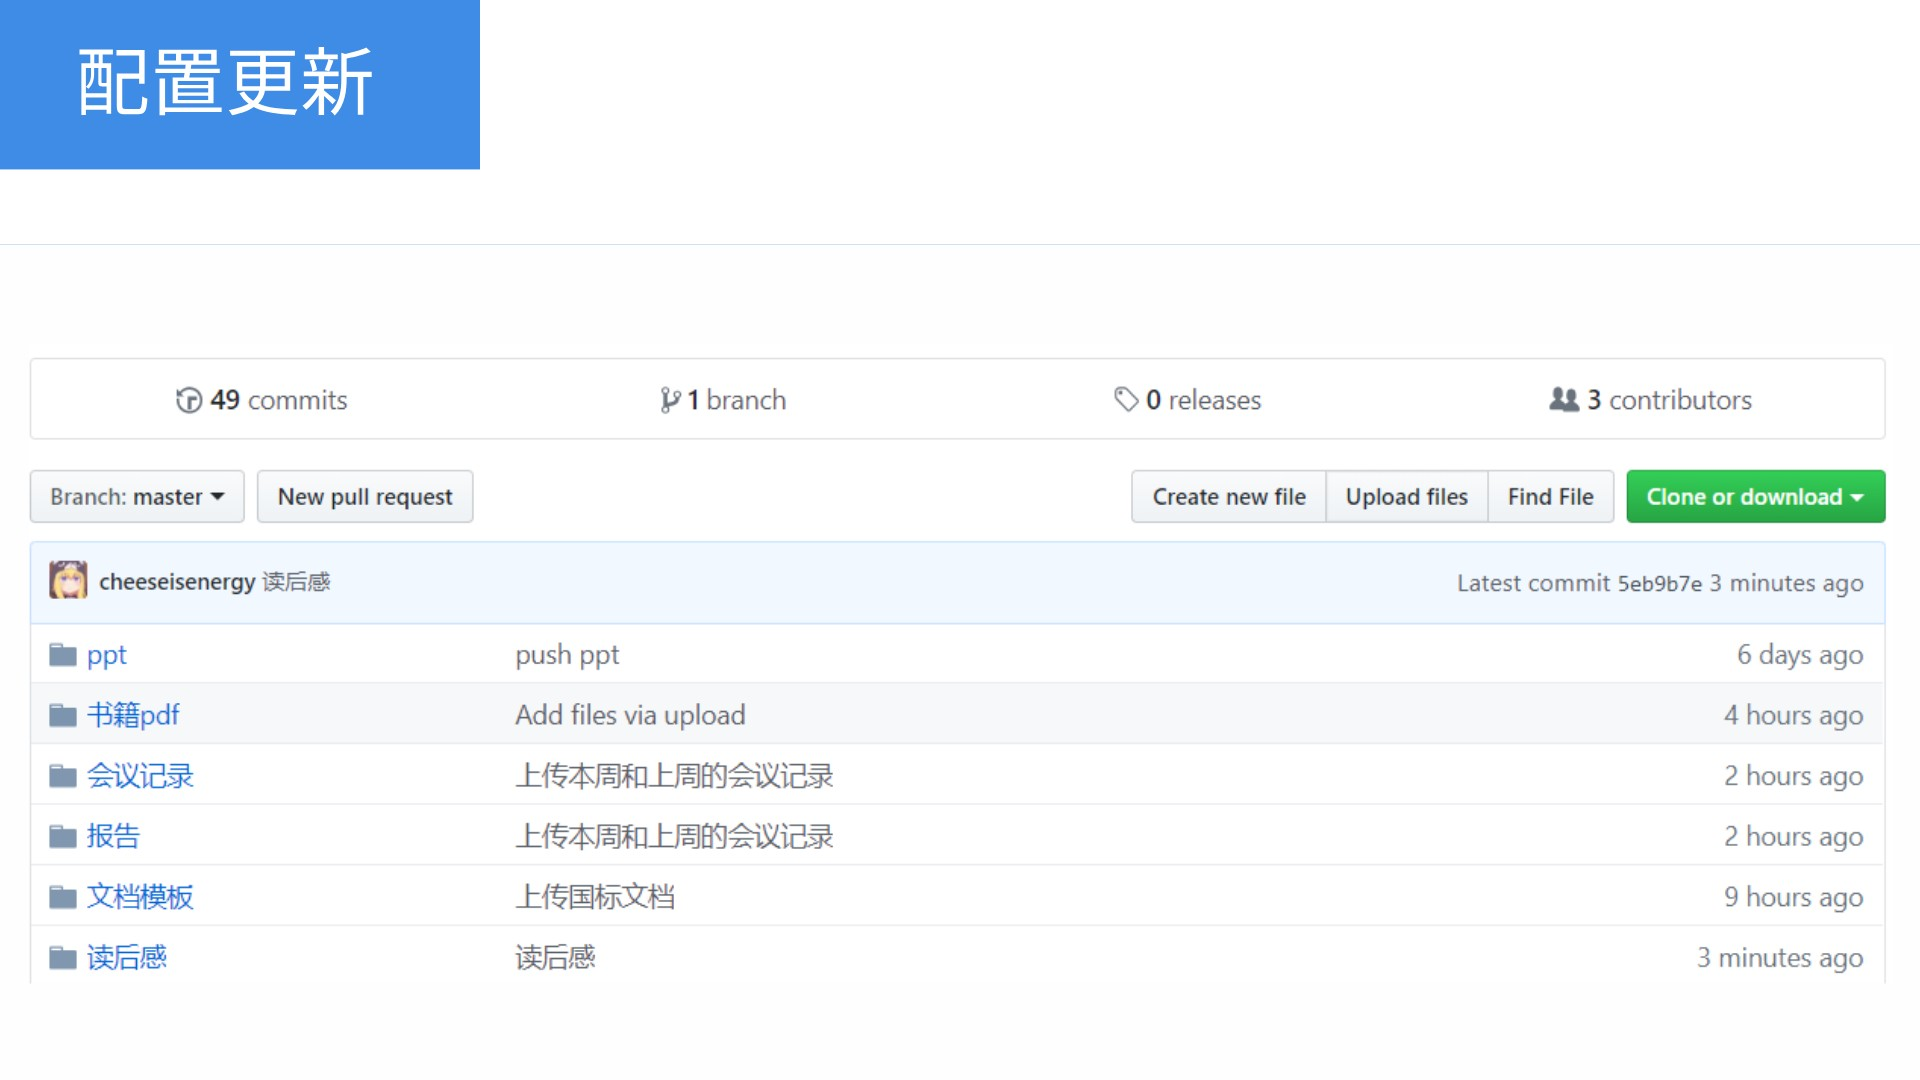 配置更新
49 commits 1 branch 0 releases 3 contributors
Branch: master New pull request Create new file Upload files Find File Clone or download
cheeseisenergy 读后感 Latest commit 5eb9b7e 3 minutes ago
ppt push ppt 6 days ago
书籍pdf Add files via upload 4 hours ago
会议记录 上传本周和上周的会议记录 2 hours ago
报告 上传本周和上周的会议记录 2 hours ago
文档模板 上传国标文档 9 hours ago
读后感 读后感 3 minutes ago